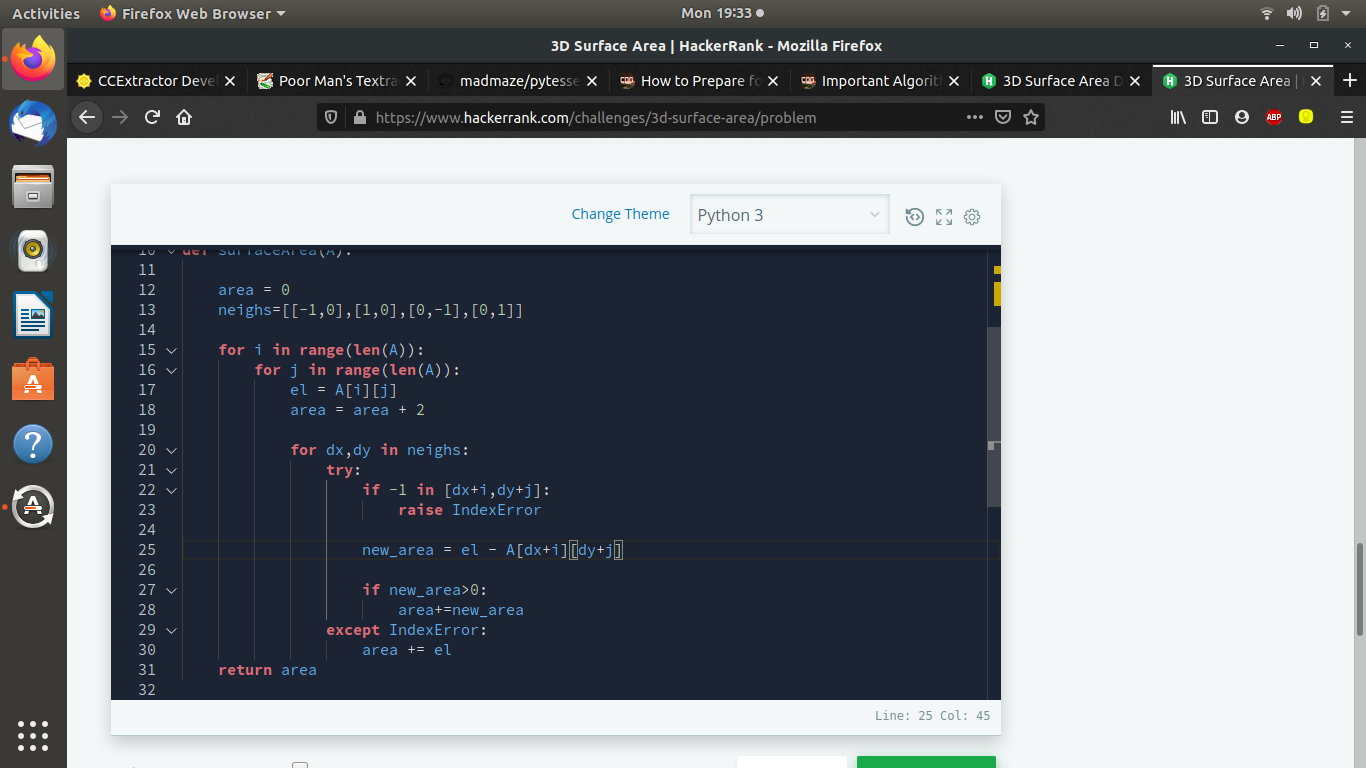 Activities Firefox Web Browser Mon 19:33
3D Surface Area | HackerRank - Mozilla Firefox
CCExtractor Deve Poor Man's Textra madmaze/pytesse How to Prepare fo Important Algorit 3D Surface Area D 3D Surface Area |
https://www.hackerrank.com/challenges/3d-surface-area/problem ABP
Change Theme Python 3
10 def surfaceArea(A):
11
12 area = 0
13 neighs=[[-1,0],[1,0],[0,-1],[0,1]]
14
15 for i in range(len(A)):
16 for j in range(len(A)):
17 el = A[i][j]
18 area = area + 2
19
20 for dx,dy in neighs:
21 try:
22 if -1 in [dx+i,dy+j]:
23 raise IndexError
24
25 new_area = el - A[dx+i][dy+j]
26
27 if new_area>0:
28 area+=new_area
29 except IndexError:
30 area += el
31 return area
32
Line: 25 Col: 45